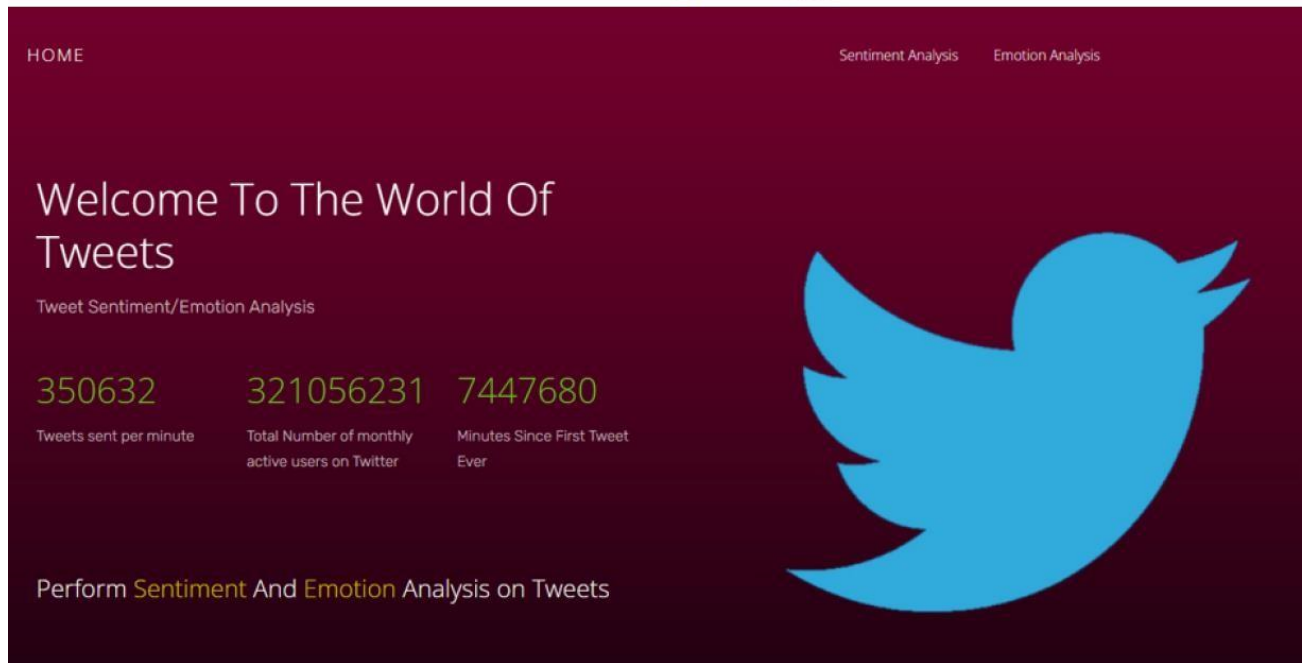 HOME
Sentiment Analysis
Emotion Analysis
Welcome To The World Of
Tweets
Tweet Sentiment/Emotion Analysis
350632
Tweets sent per minute
321056231
Total Number of monthly
active users on Twitter
7447680
Minutes Since First Tweet
Ever
Perform Sentiment And Emotion Analysis on Tweets